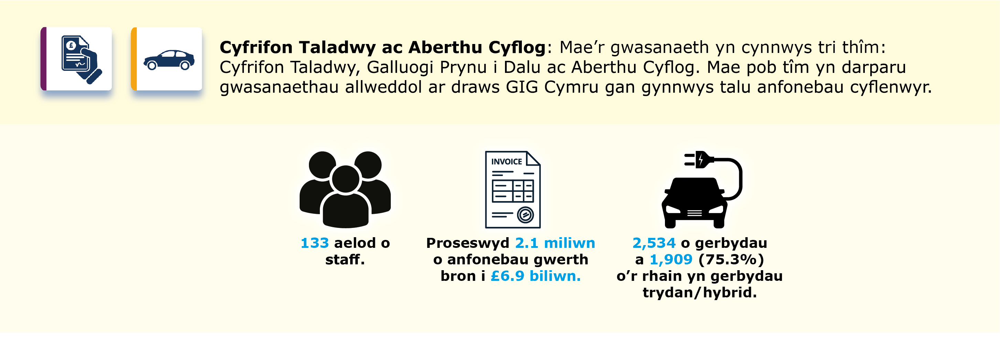 Cyfrifon Taladwy ac Aberthu Cyflog: Mae’r gwasanaeth yn cynnwys tri thîm:
Cyfrifon Taladwy, Galluogi Prynu i Dalu ac Aberthu Cyflog. Mae pob tîm yn darparu
gwasanaethau allweddol ar draws GIG Cymru gan gynnwys talu anfonebau cyflenwyr.
£
INVOICE
133 aelod o
staff.
Proseswyd 2.1 miliwn
o anfonebau gwerth
bron i £6.9 biliwn.
2,534 o gerbydau
a 1,909 (75.3%)
o’r rhain yn gerbydau
trydan/hybrid.